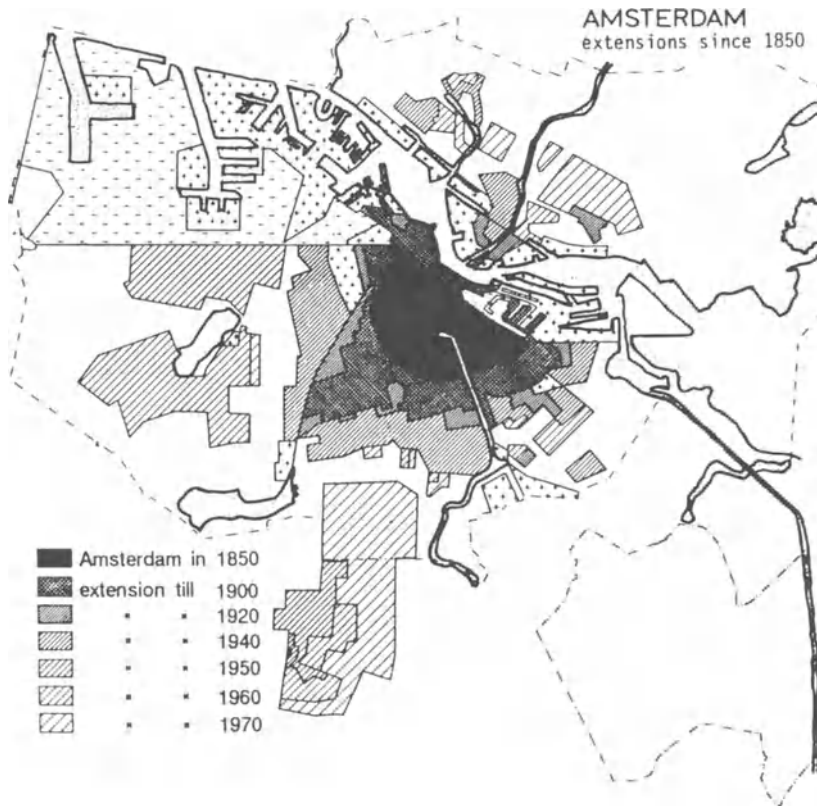 AMSTERDAM
extensions since 1850
Amsterdam in 1850
extension till 1900
" " 1920
" " 1940
" " 1950
" " 1960
" " 1970